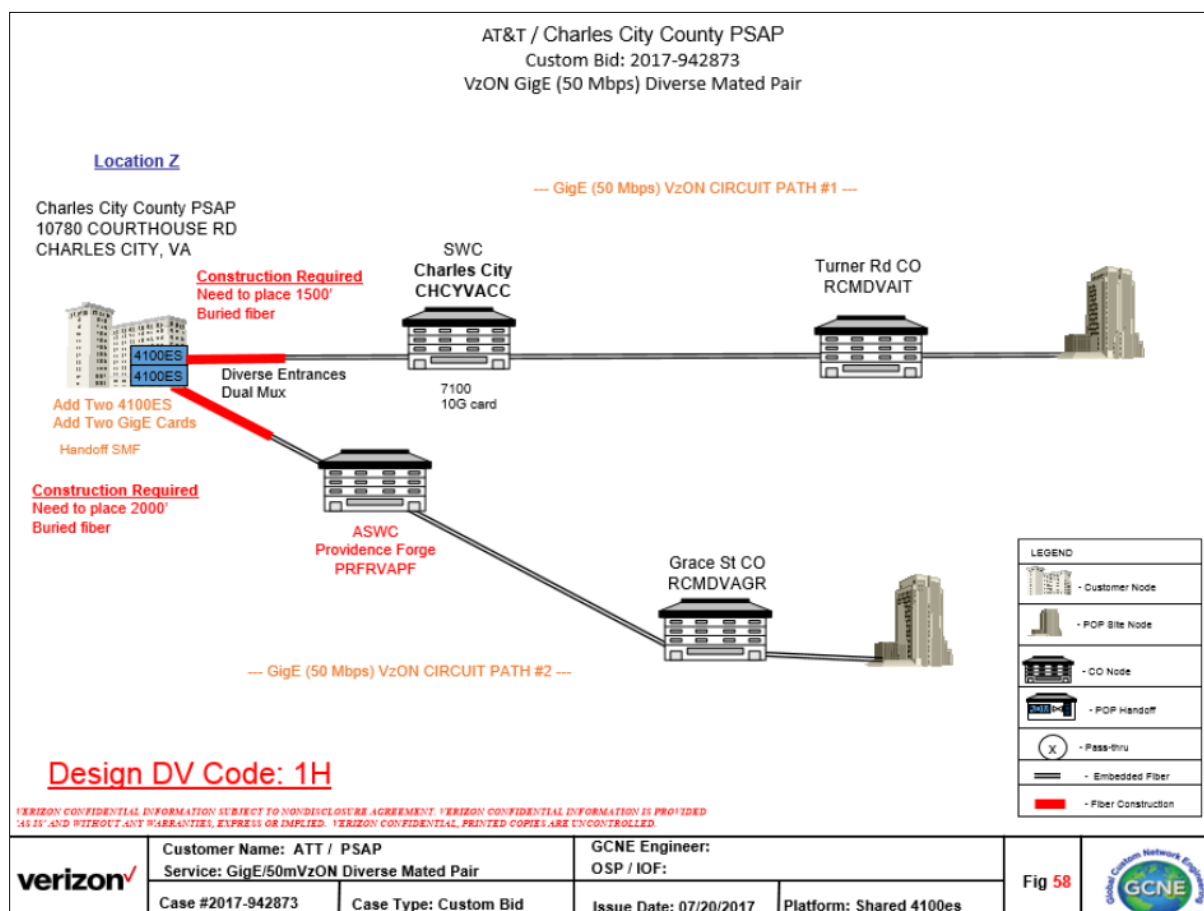 AT&T / Charles City County PSAP
Custom Bid: 2017-942873
VzON GigE (50 Mbps) Diverse Mated Pair
Location Z
--- GigE (50 Mbps) VzON CIRCUIT PATH #1 ---
Charles City County PSAP
10780 COURTHOUSE RD
CHARLES CITY, VA
SWC
Charles City
CHCYVACC
Turner Rd CO
RCMDVAIT
Construction Required
Need to place 1500'
Buried fiber
4100ES
4100ES
Diverse Entrances
Dual Mux
7100
10G card
Add Two 4100ES
Add Two GigE Cards
Handoff SMF
Construction Required
Need to place 2000'
Buried fiber
ASWC
Providence Forge
PRFRVAPF
Grace St CO
RCMDVAGR
--- GigE (50 Mbps) VzON CIRCUIT PATH #2 ---
LEGEND
- Customer Node
- POP Site Node
- CO Node
- POP Handoff
X
- Pass-thru
- Embedded Fiber
- Fiber Construction
Design DV Code: 1H
VERIZON CONFIDENTIAL INFORMATION SUBJECT TO NONDISCLOSURE AGREEMENT. VERIZON CONFIDENTIAL INFORMATION IS PROVIDED
'AS IS' AND WITHOUT ANY WARRANTIES, EXPRESS OR IMPLIED. VERIZON CONFIDENTIAL, PRINTED COPIES ARE UNCONTROLLED.
verizon
Customer Name: ATT / PSAP
Service: GigE/50mVzON Diverse Mated Pair
GCNE Engineer:
OSP / IOF:
Fig 58
Case #2017-942873
Case Type: Custom Bid
Issue Date: 07/20/2017
Platform: Shared 4100es
Global Custom Network Engineering
GCNE